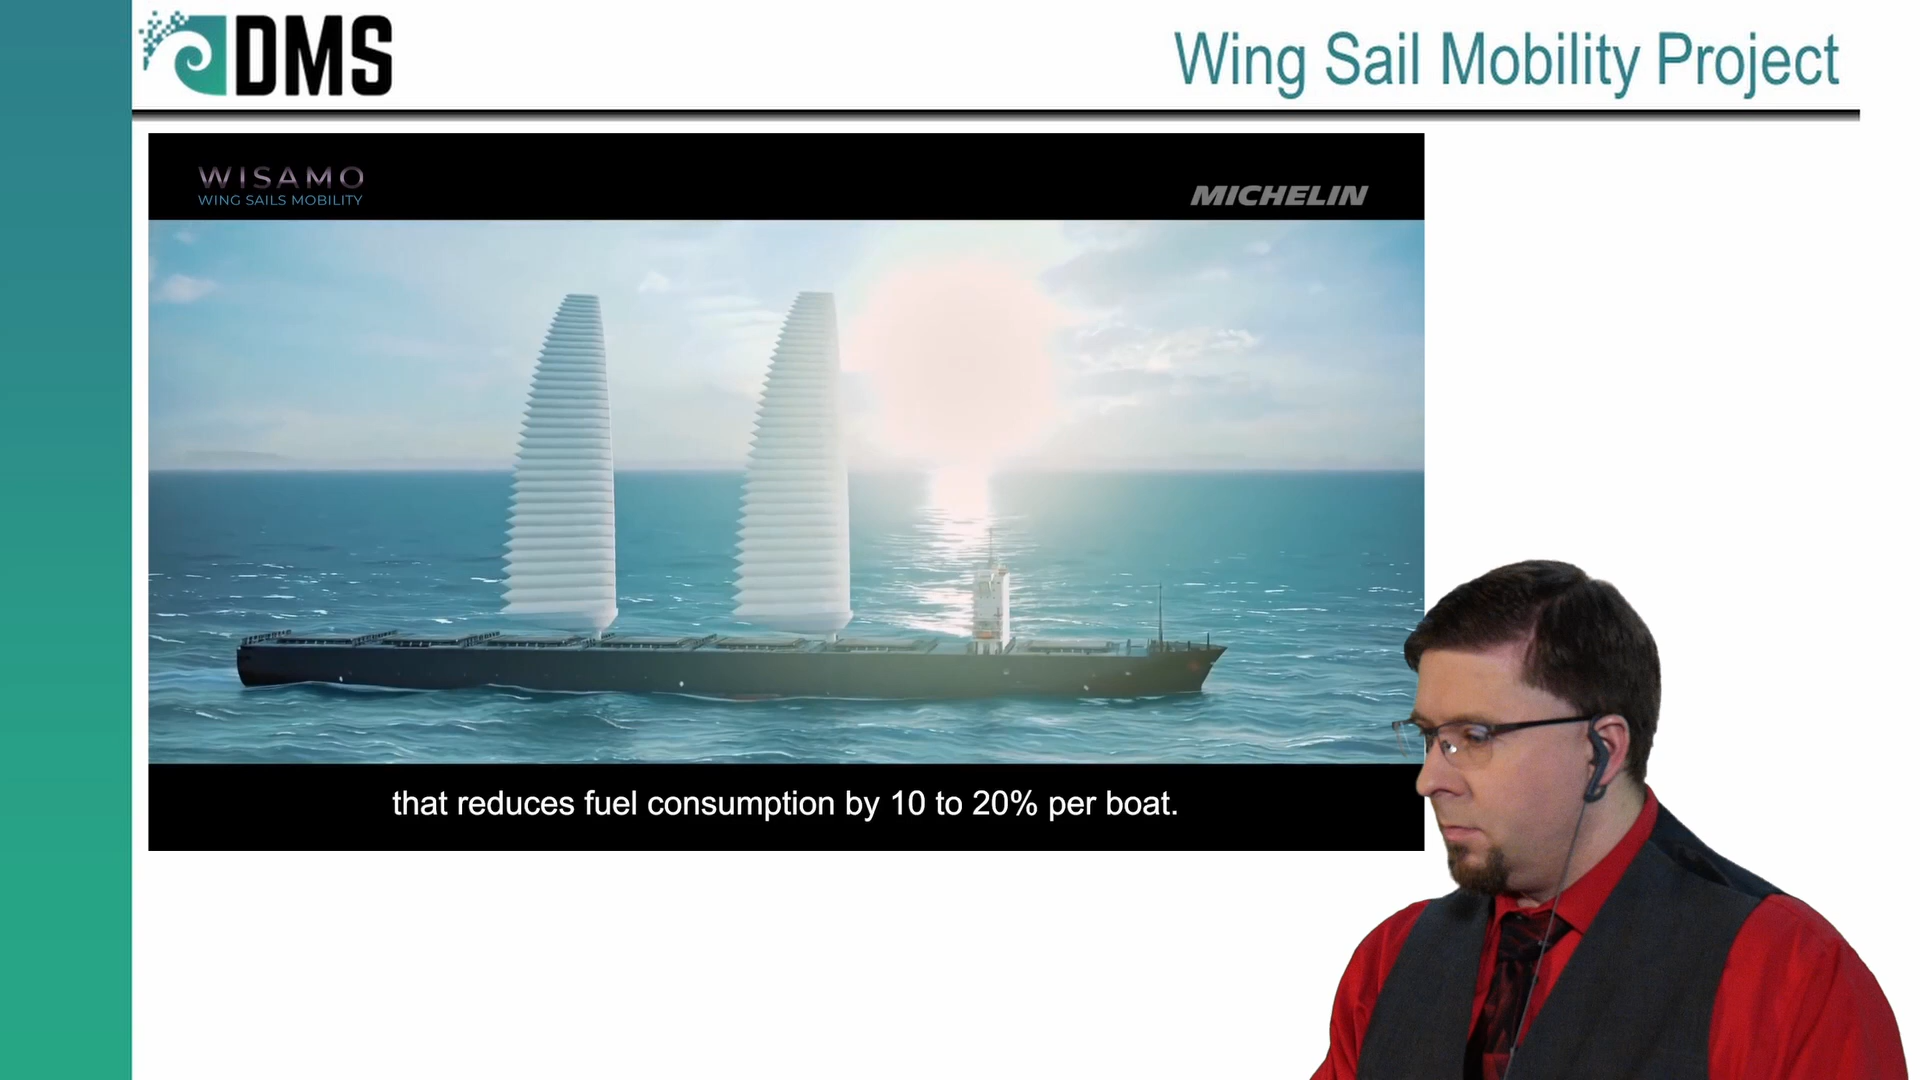 DMS
Wing Sail Mobility Project
WISAMO
WING SAILS MOBILITY
MICHELIN
that reduces fuel consumption by 10 to 20% per boat.